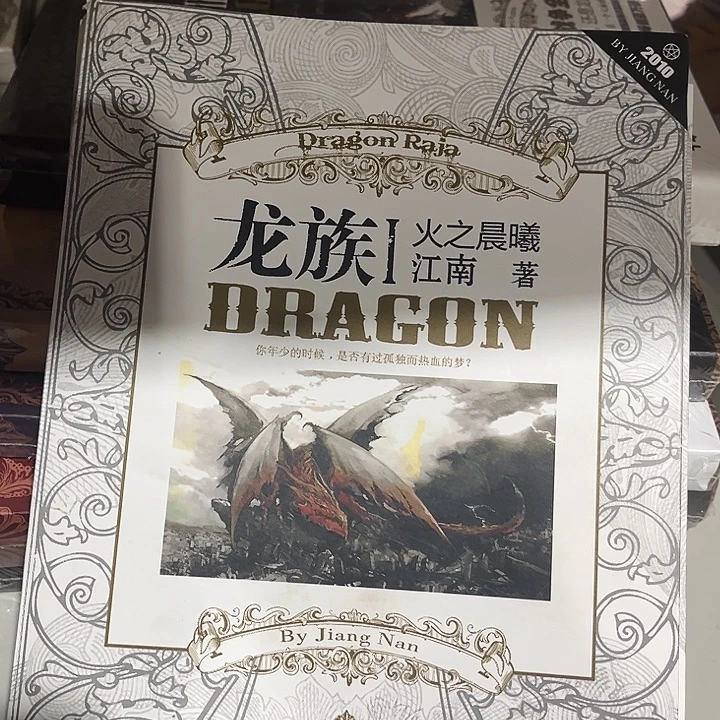 2010
BY JIANG NAN
Dragon Raja
龙族I 火之晨曦
江南 著
DRAGON
你年少的时候，是否有过孤独而热血的梦？
By Jiang Nan